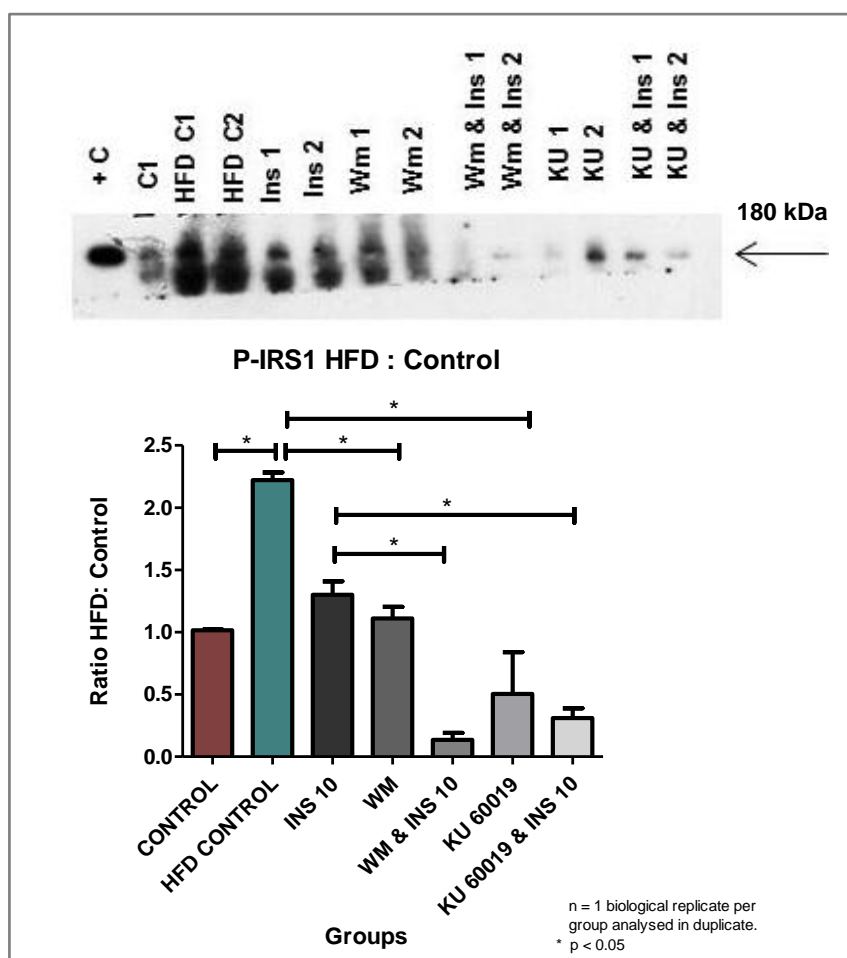 + C
C1
HFD C1
HFD C2
Ins 1
Ins 2
Wm 1
Wm 2
Wm & Ins 1
Wm & Ins 2
KU 1
KU 2
KU & Ins 1
KU & Ins 2
180 kDa
P-IRS1 HFD : Control
*
* *
*
*
2.5
2.0
1.5
1.0
0.5
0.0
Ratio HFD: Control
CONTROL
HFD CONTROL
INS 10
WM
WM & INS 10
KU 60019
KU 60019 & INS 10
Groups
n = 1 biological replicate per
group analysed in duplicate.
* p < 0.05